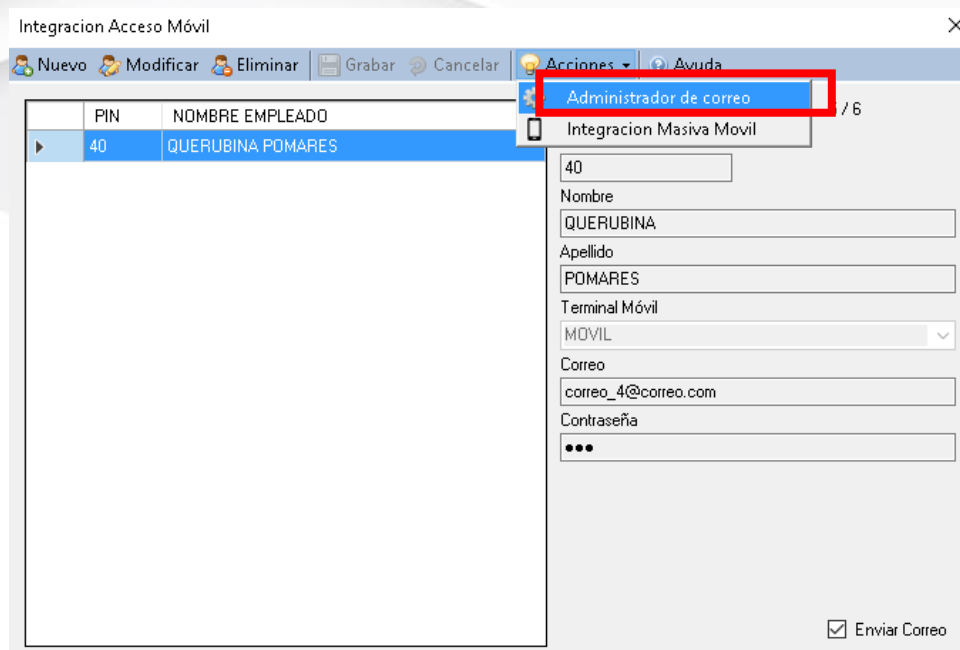 Integracion Acceso Móvil
Nuevo Modificar Eliminar Grabar Cancelar Acciones Ayuda
Administrador de correo
Integracion Masiva Movil
/ 6
PIN NOMBRE EMPLEADO
40 QUERUBINA POMARES
40
Nombre
QUERUBINA
Apellido
POMARES
Terminal Móvil
MOVIL
Correo
correo_4@correo.com
Contraseña
●●●
Enviar Correo